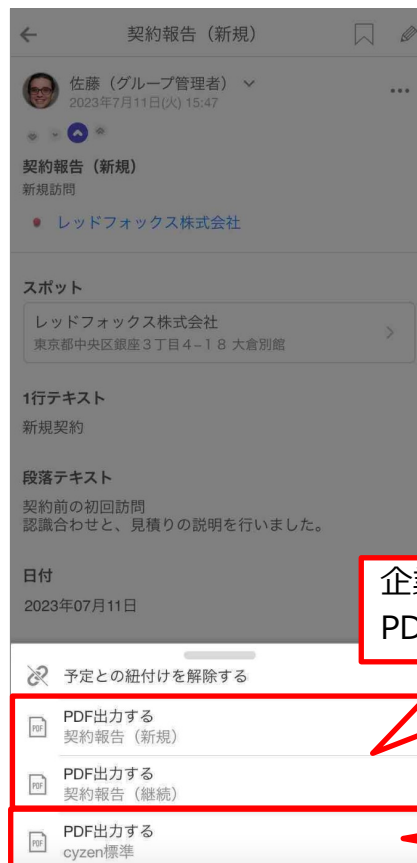 契約報告（新規）
佐藤（グループ管理者）
2023年7月11日(火) 15:47
契約報告（新規）
新規訪問
レッドフォックス株式会社
スポット
レッドフォックス株式会社
東京都中央区銀座３丁目４−１８ 大倉別館
1行テキスト
新規契約
段落テキスト
契約前の初回訪問
認識合わせと、見積りの説明を行いました。
日付
2023年07月11日
企業
PD
予定との紐付けを解除する
PDF出力する
契約報告（新規）
PDF出力する
契約報告（継続）
PDF出力する
cyzen標準